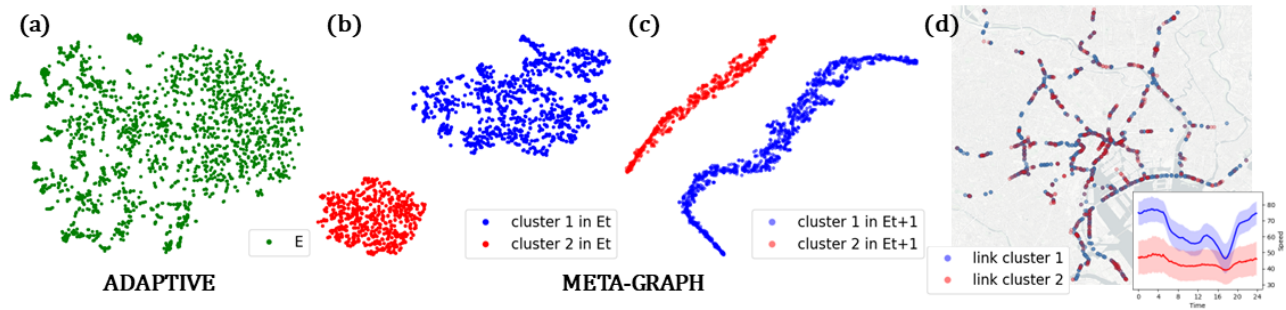 (a)
E
ADAPTIVE
(b)
cluster 1 in Et
cluster 2 in Et
(c)
cluster 1 in Et+1
cluster 2 in Et+1
META-GRAPH
(d)
link cluster 1
link cluster 2
80
70
60
50
40
30
Speed
0 4 8 12 16 20 24
Time